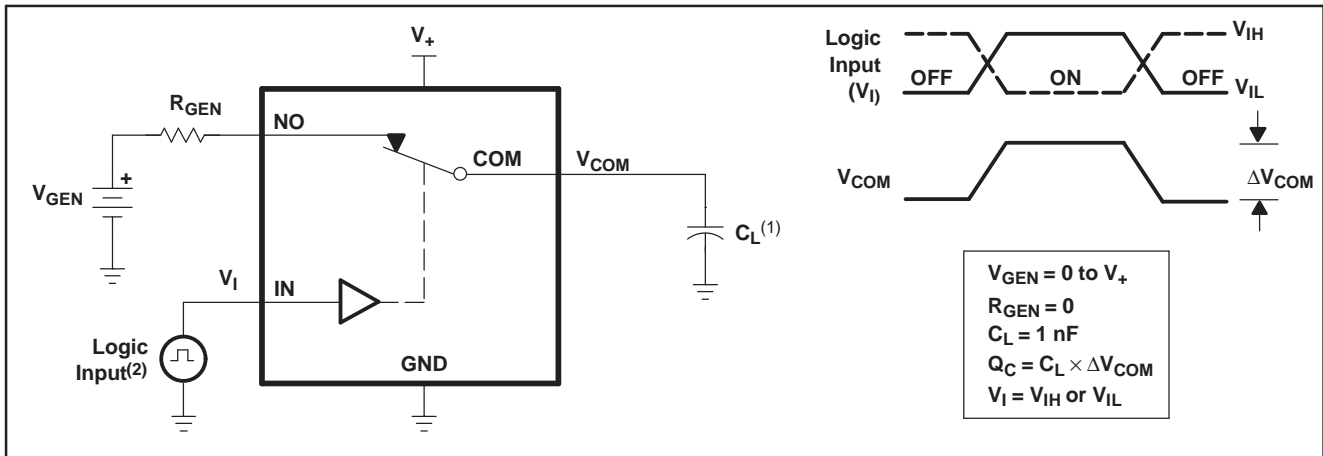 V+
RGEN
NO
COM
VCOM
VGEN
+
CL(1)
VI
IN
Logic
Input(2)
GND
Logic
Input
(VI)
OFF
ON
OFF
VIH
VIL
VCOM
ΔVCOM
VGEN = 0 to V+
RGEN = 0
CL = 1 nF
QC = CL × ΔVCOM
VI = VIH or VIL